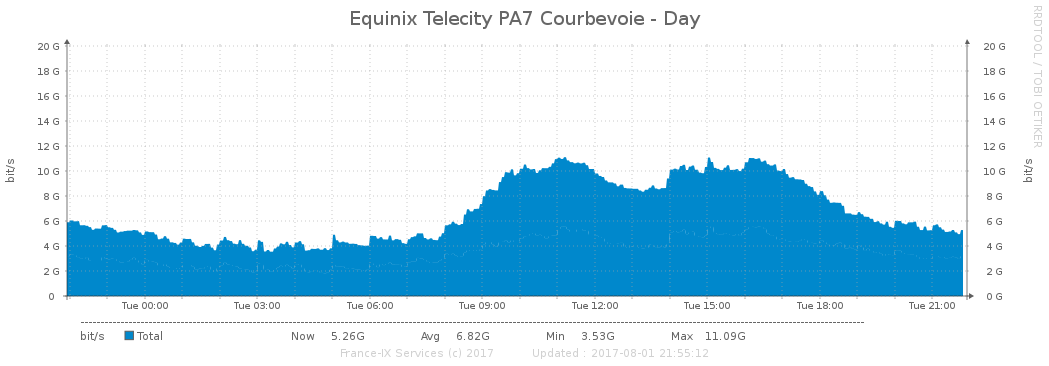 Equinix Telecity PA7 Courbevoie - Day
RRDTOOL / TOBI OETIKER
bit/s
20 G 20 G
18 G 18 G
16 G 16 G
14 G 14 G
12 G 12 G
10 G 10 G
8 G 8 G
6 G 6 G
4 G 4 G
2 G 2 G
0 0 G
bit/s
Tue 00:00 Tue 03:00 Tue 06:00 Tue 09:00 Tue 12:00 Tue 15:00 Tue 18:00 Tue 21:00
bit/s Total Now 5.26G Avg 6.82G Min 3.53G Max 11.09G
France-IX Services (c) 2017 Updated : 2017-08-01 21:55:12